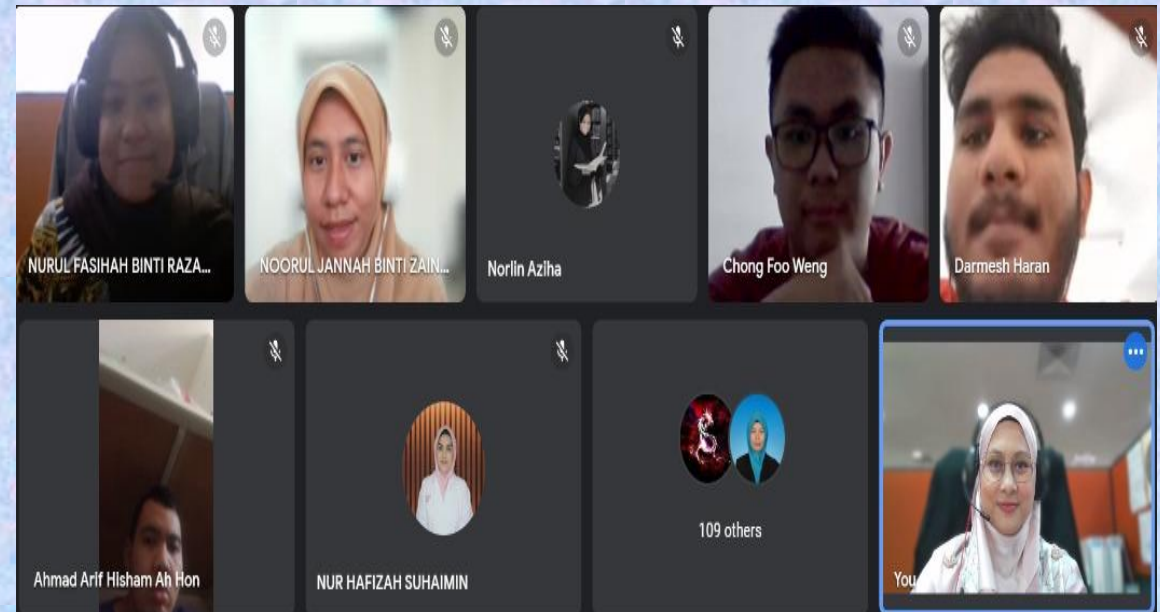 NURUL FASIHAH BINTI RAZA...
NOORUL JANNAH BINTI ZAIN...
Norlin Aziha
Chong Foo Weng
Darmesh Haran
Ahmad Arif Hisham Ah Hon
NUR HAFIZAH SUHAIMIN
109 others
You